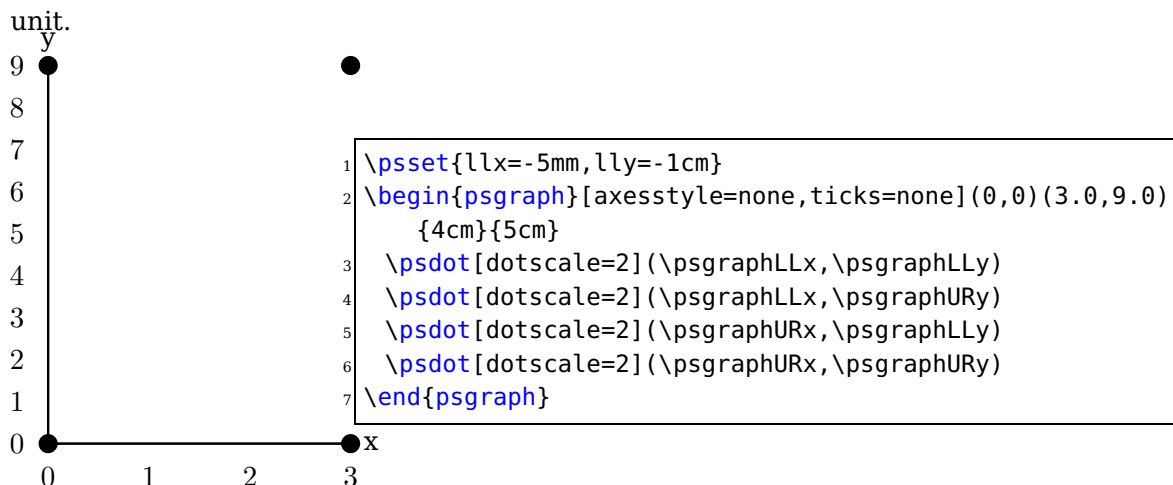 unit.
y
9
8
7
6
5
4
3
2
1
0
x
0 1 2 3
1 \psset{llx=-5mm,lly=-1cm}
2 \begin{psgraph}[axesstyle=none,ticks=none](0,0)(3.0,9.0)
{4cm}{5cm}
3 \psdot[dotscale=2](\psgraphLLx,\psgraphLLy)
4 \psdot[dotscale=2](\psgraphLLx,\psgraphURy)
5 \psdot[dotscale=2](\psgraphURx,\psgraphLLy)
6 \psdot[dotscale=2](\psgraphURx,\psgraphURy)
7 \end{psgraph}